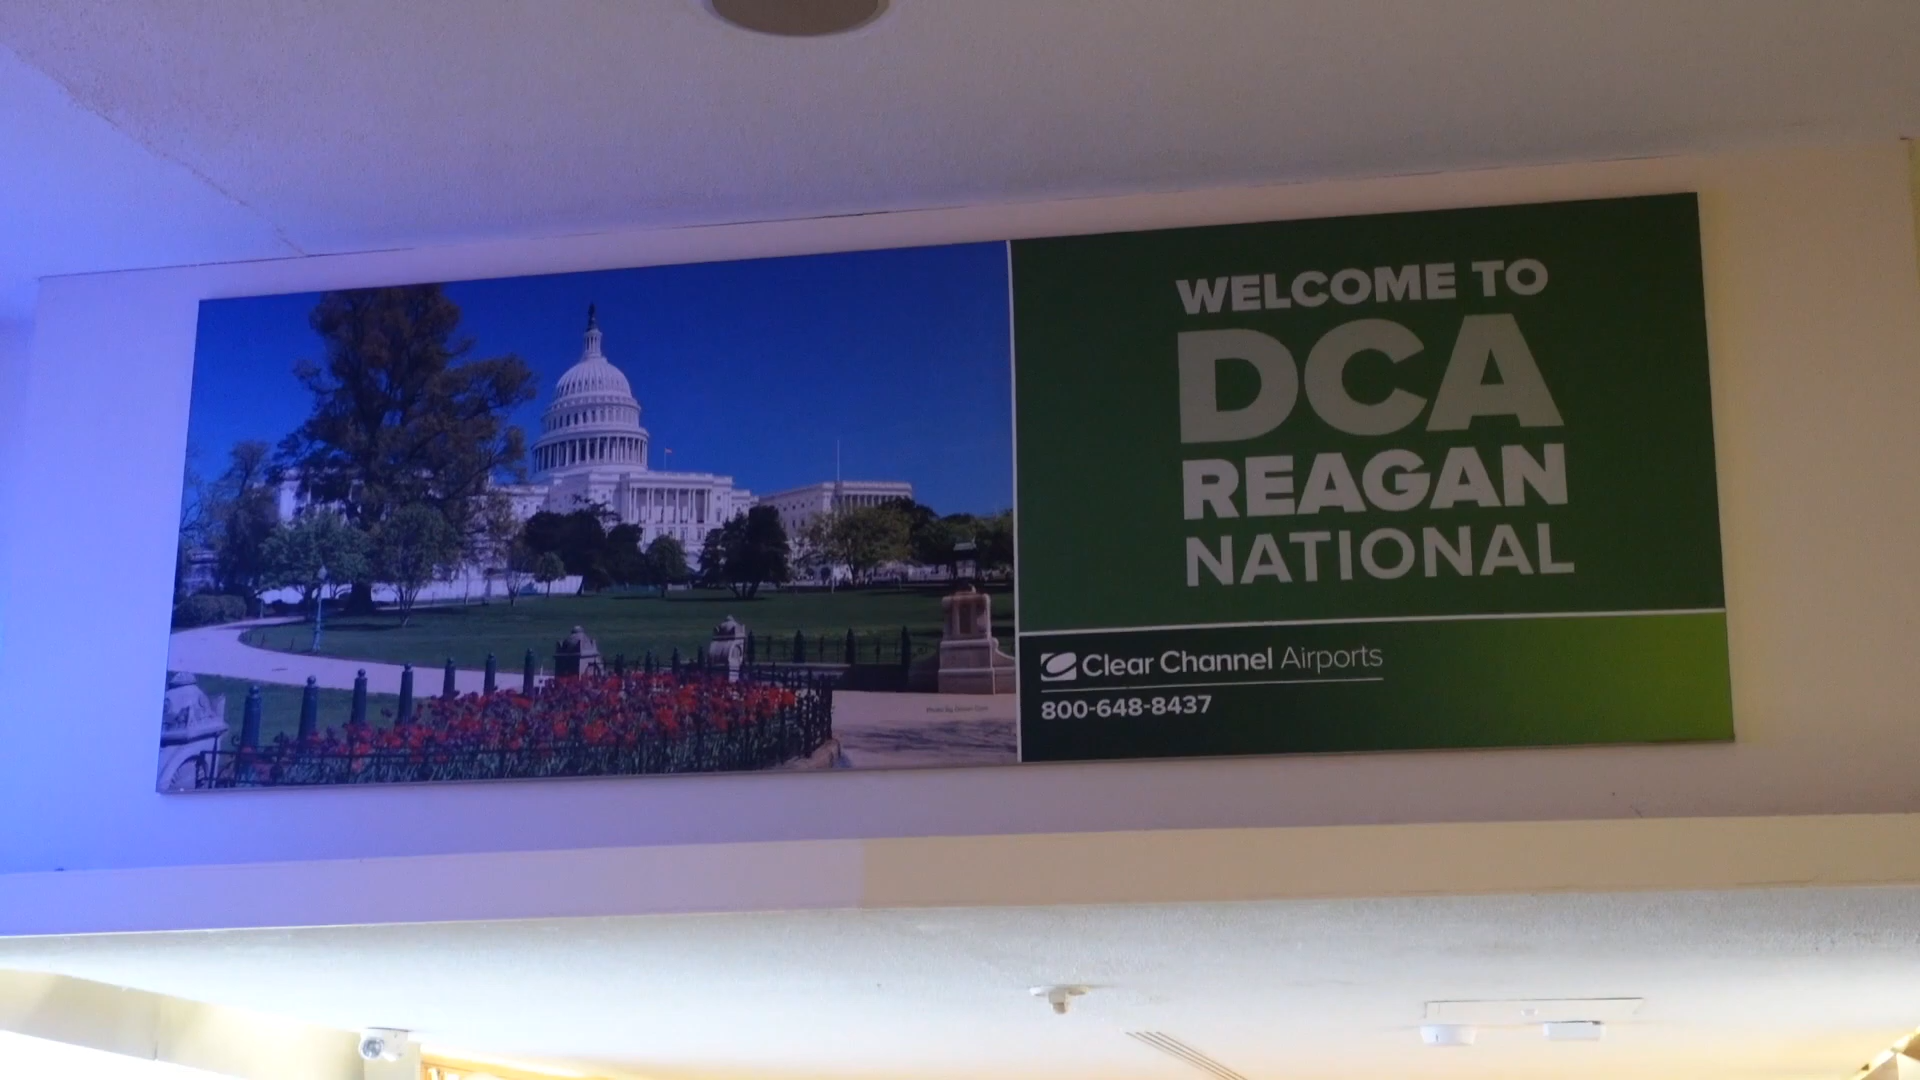 WELCOME TO
DCA
REAGAN
NATIONAL
Clear Channel Airports
800-648-8437